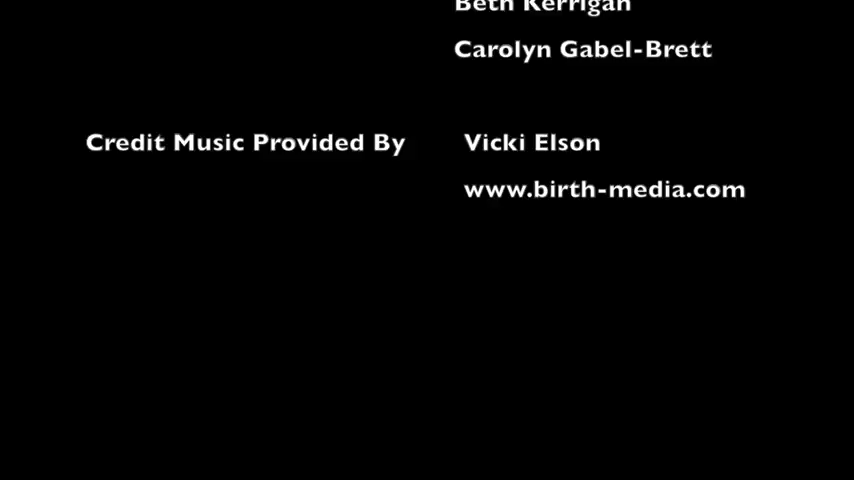 Beth Kerrigan
Carolyn Gabel-Brett
Credit Music Provided By Vicki Elson
www.birth-media.com